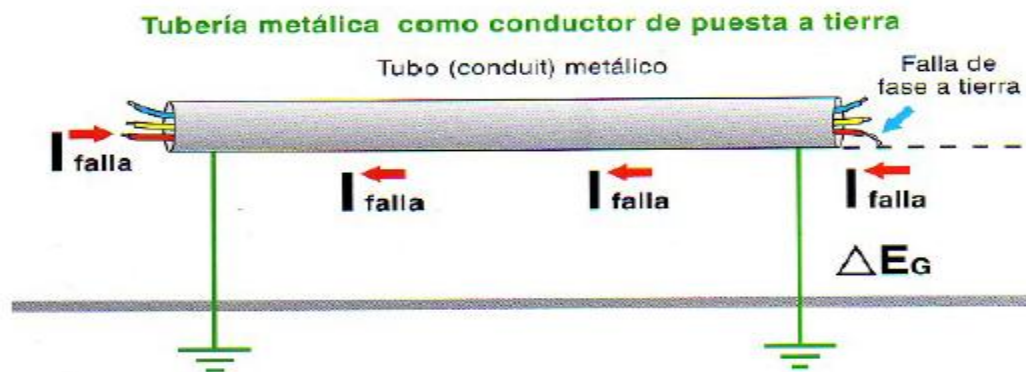 Tubería metálica como conductor de puesta a tierra
Tubo (conduit) metálico
Falla de
fase a tierra
I falla
I falla
I falla
I falla
△EG